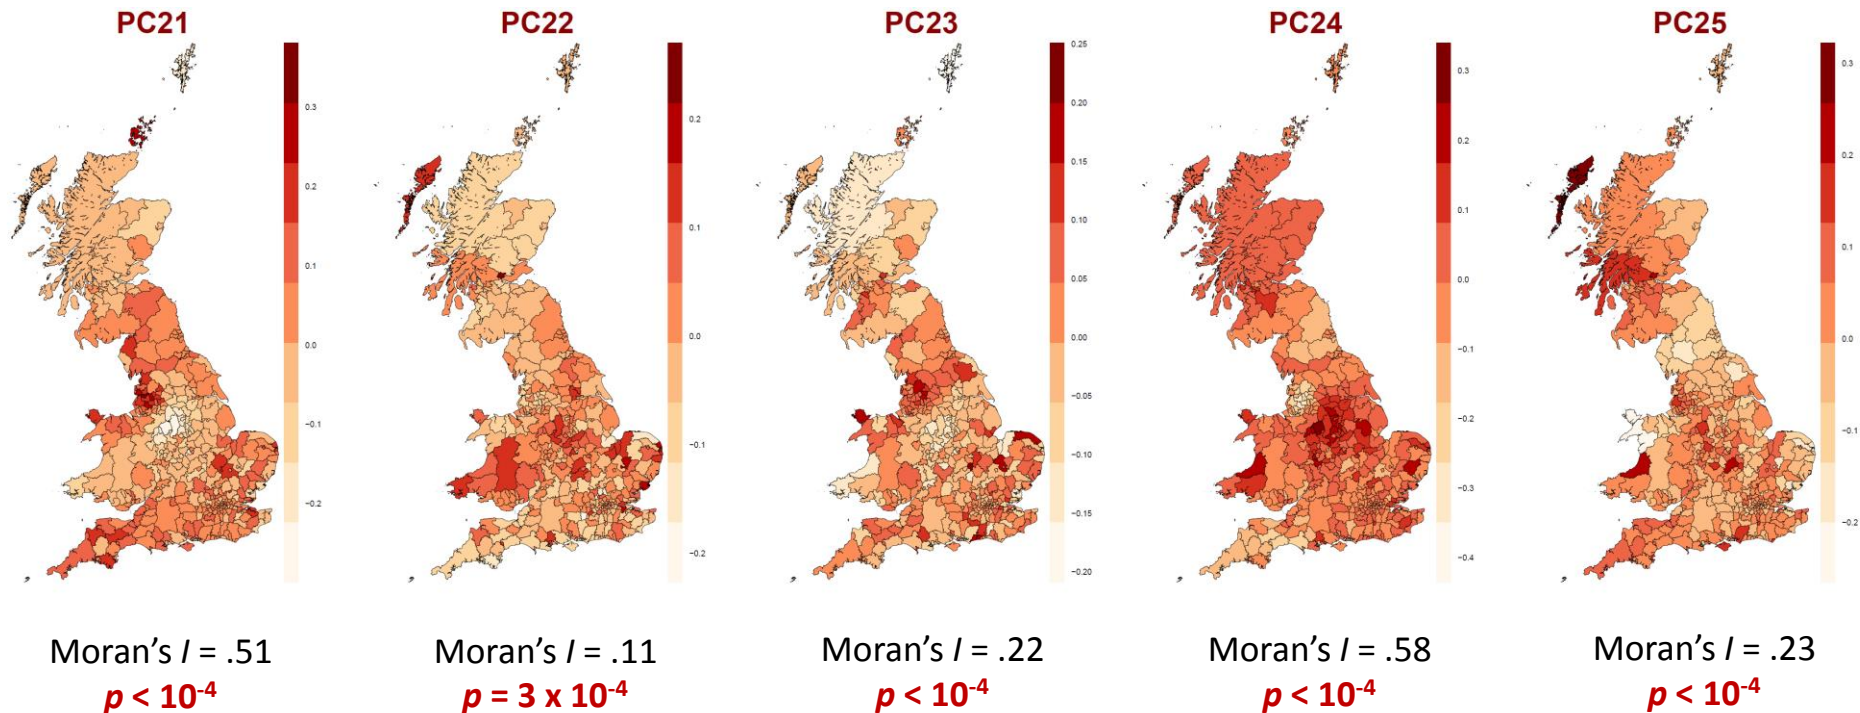 PC21
PC22
PC23
PC24
PC25
0.3
0.2
0.1
0.0
−0.1
−0.2
0.2
0.1
0.0
−0.1
−0.2
0.25
0.20
0.15
0.10
0.05
0.00
−0.05
−0.10
−0.15
−0.20
0.3
0.2
0.1
0.0
−0.1
−0.2
−0.3
−0.4
0.3
0.2
0.1
0.0
−0.1
−0.2
Moran’s I = .51
p < 10-4
Moran’s I = .11
p = 3 x 10-4
Moran’s I = .22
p < 10-4
Moran’s I = .58
p < 10-4
Moran’s I = .23
p < 10-4